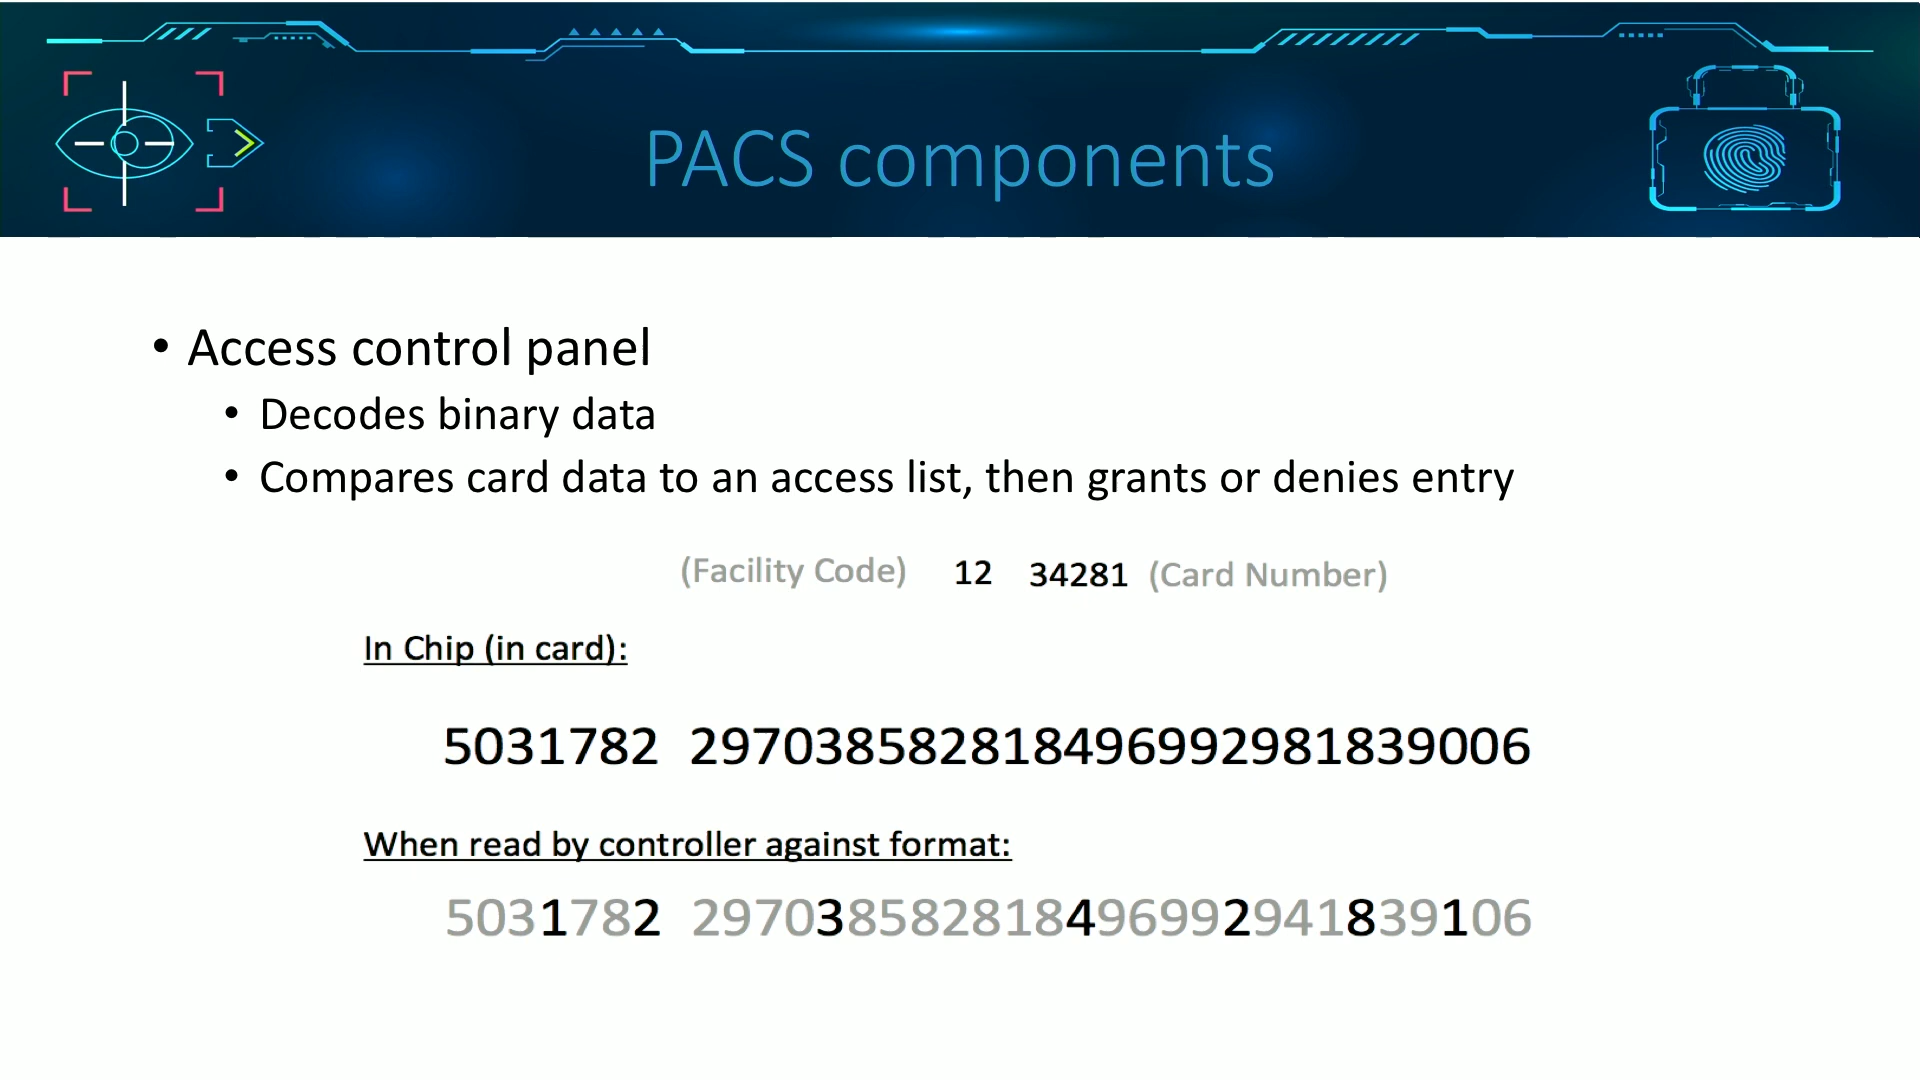 PACS components
• Access control panel
• Decodes binary data
• Compares card data to an access list, then grants or denies entry
(Facility Code) 12 34281 (Card Number)
In Chip (in card):
5031782 297038582818496992981839006
When read by controller against format:
5031782 297038582818496992941839106